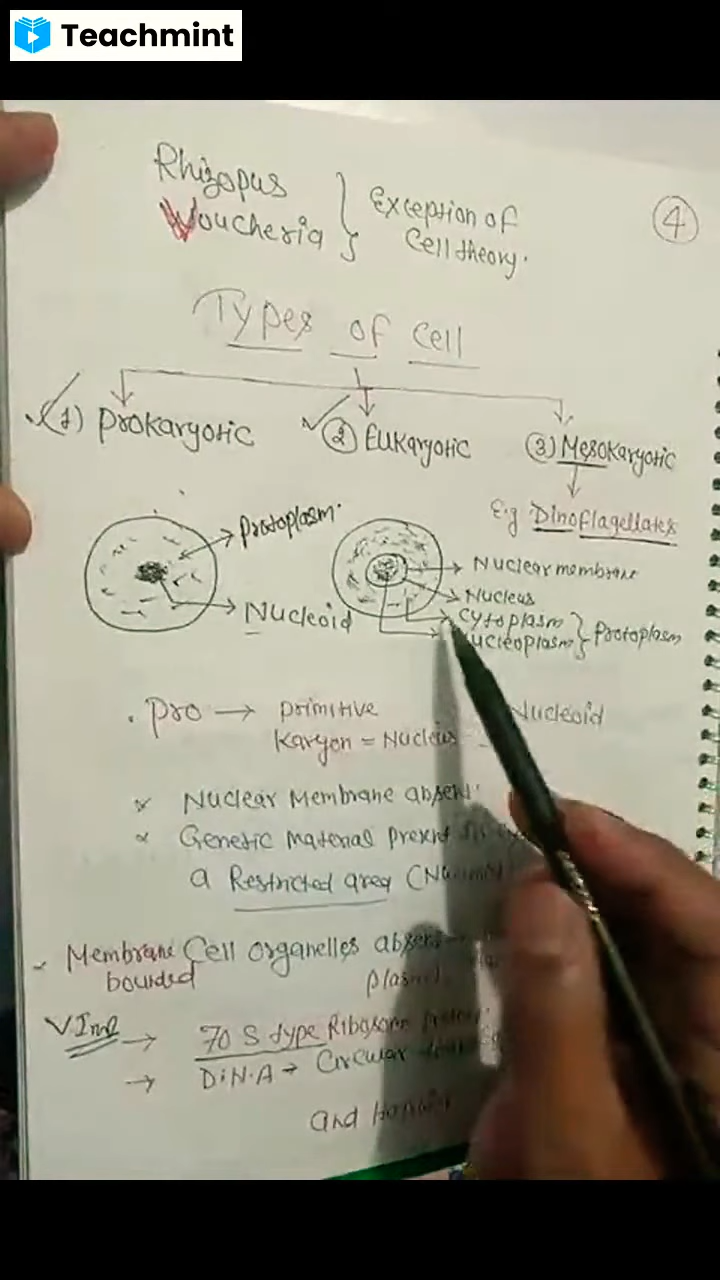 Teachmint
Rhizopus
Voucheria } Exception of
Cell theory.
4
Types of Cell
(1) Prokaryotic
(2) Eukaryotic
(3) Mesokaryotic
E.g Dinoflagellates
Protoplasm.
Nucleoid
Nuclear membrane
Nucleus
Cytoplasm
Nucleoplasm } Protoplasm
Pro → Primitive Nucleoid
Karyon = Nucleus
Nuclear Membrane absent
Genetic Material Present
a Restricted area
Membrane Cell organelles absent
bounded
V.Imp → 70 S type Ribosome
→ D.N.A → Circular
and